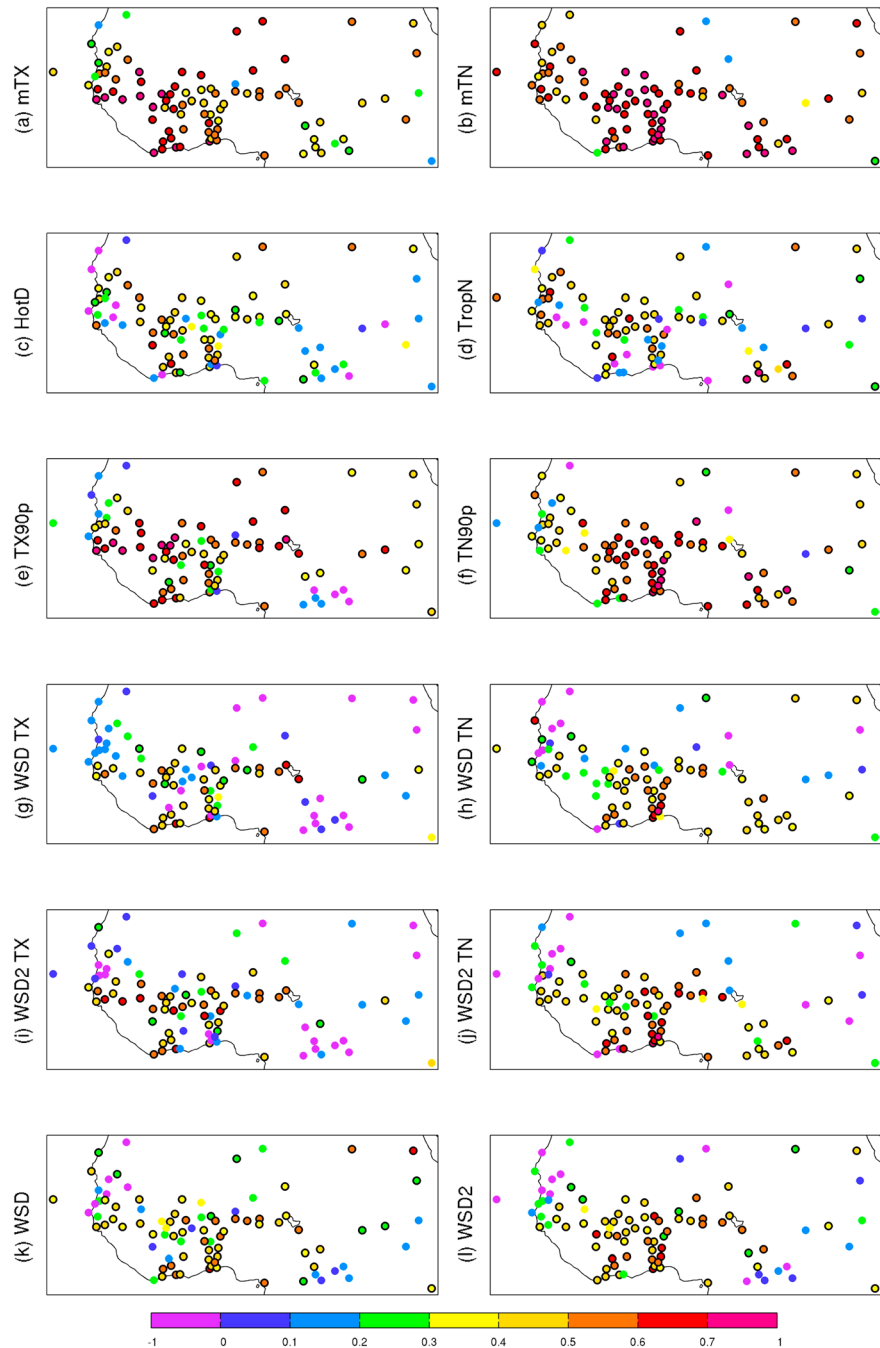 (a) mTX
(b) mTN
(c) HotD
(d) TropN
(e) TX90p
(f) TN90p
(g) WSD TX
(h) WSD TN
(i) WSD2 TX
(j) WSD2 TN
(k) WSD
(l) WSD2
-1 0 0.1 0.2 0.3 0.4 0.5 0.6 0.7 1